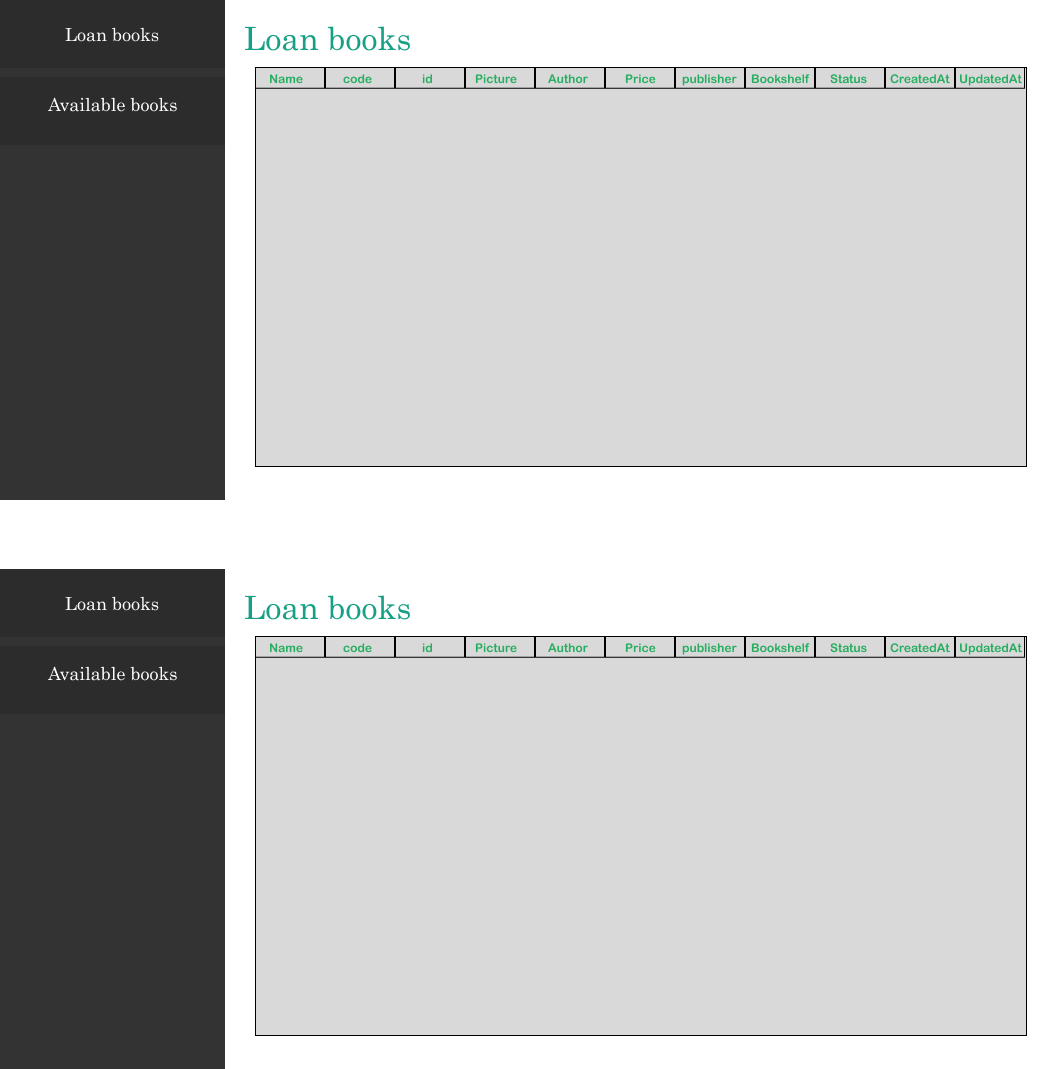 Loan books
Available books
Loan books
Name code id Picture Author Price publisher Bookshelf Status CreatedAt UpdatedAt
Loan books
Available books
Loan books
Name code id Picture Author Price publisher Bookshelf Status CreatedAt UpdatedAt